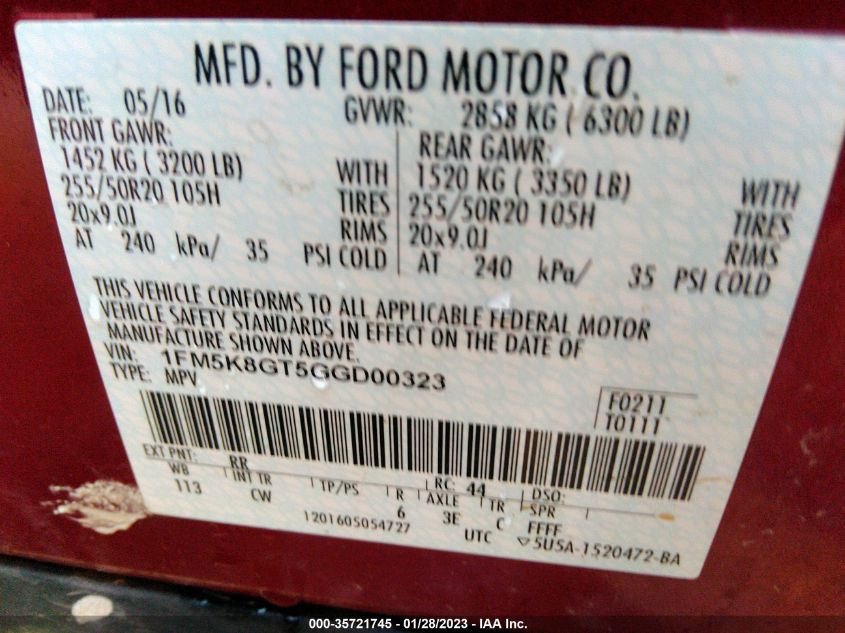 MFD. BY FORD MOTOR CO.
DATE: 05/16 GVWR: 2858 KG ( 6300 LB)
FRONT GAWR: REAR GAWR:
1452 KG ( 3200 LB) WITH 1520 KG ( 3350 LB) WITH
255/50R20 105H TIRES 255/50R20 105H TIRES
20x9.0J RIMS 20x9.0J RIMS
AT 240 kPa/ 35 PSI COLD AT 240 kPa/ 35 PSI COLD
THIS VEHICLE CONFORMS TO ALL APPLICABLE FEDERAL MOTOR
VEHICLE SAFETY STANDARDS IN EFFECT ON THE DATE OF
MANUFACTURE SHOWN ABOVE.
VIN: 1FM5K8GT5GGD00323
TYPE: MPV
F0211
T0111
EXT PNT: RR RC: 44 DSO:
WB INT TR TP/PS R AXLE TR SPR
113 CW 6 3E C FFFF
1201605054727 UTC ▽5U5A-1520472-BA
000-35721745 / 01/28/2023 - IAA Inc.